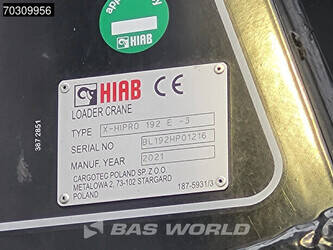 70309956
HIAB
HIAB CE
LOADER CRANE
TYPE X-HIPRO 192 E -3
SERIAL NO BL192HP01216
MANUF. YEAR 2021
CARGOTEC POLAND SP. Z O.O.
METALOWA 2, 73-102 STARGARD
POLAND
187-5931/3
387 2851
BAS WORLD